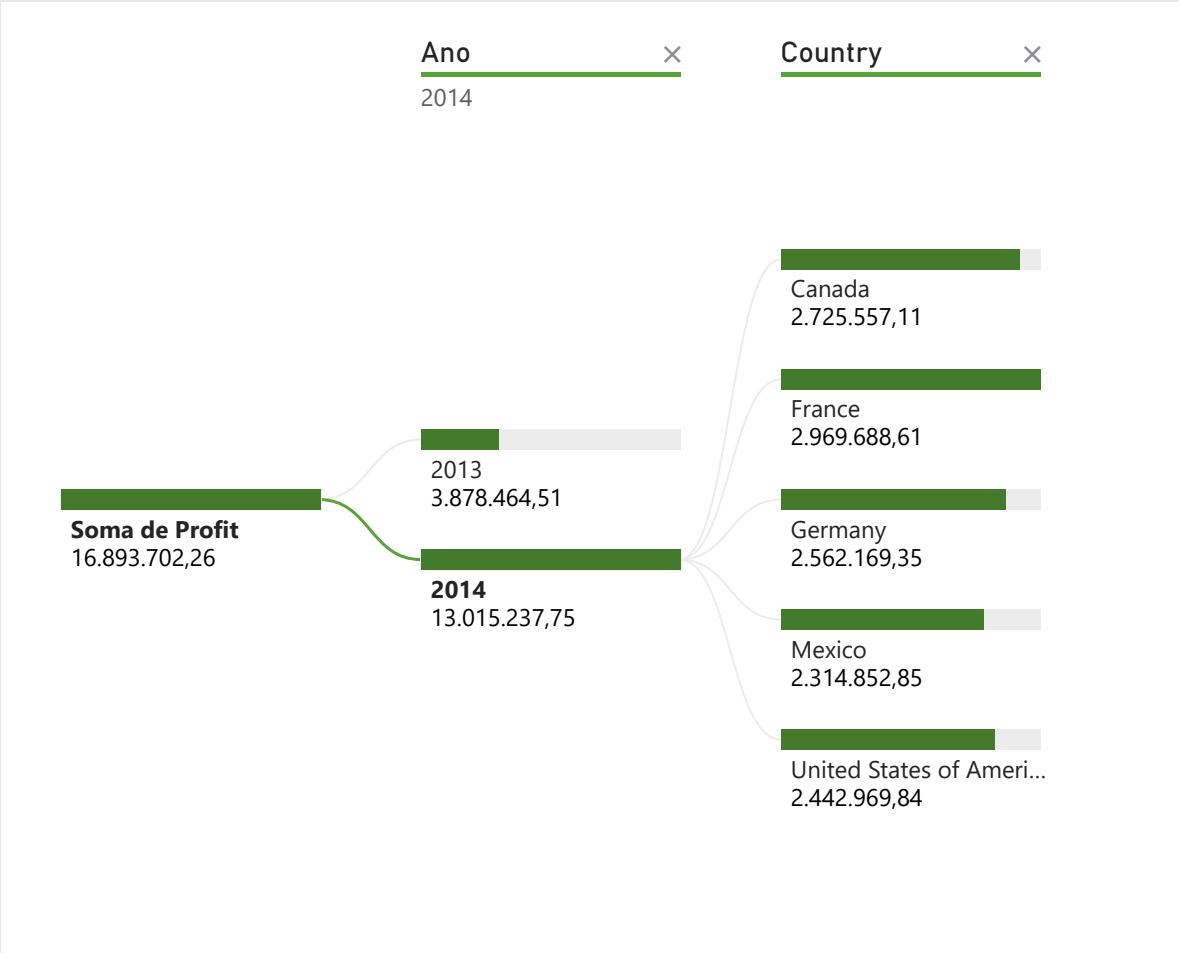 Ano
2014
Country
Soma de Profit
16.893.702,26
2013
3.878.464,51
2014
13.015.237,75
Canada
2.725.557,11
France
2.969.688,61
Germany
2.562.169,35
Mexico
2.314.852,85
United States of Ameri...
2.442.969,84